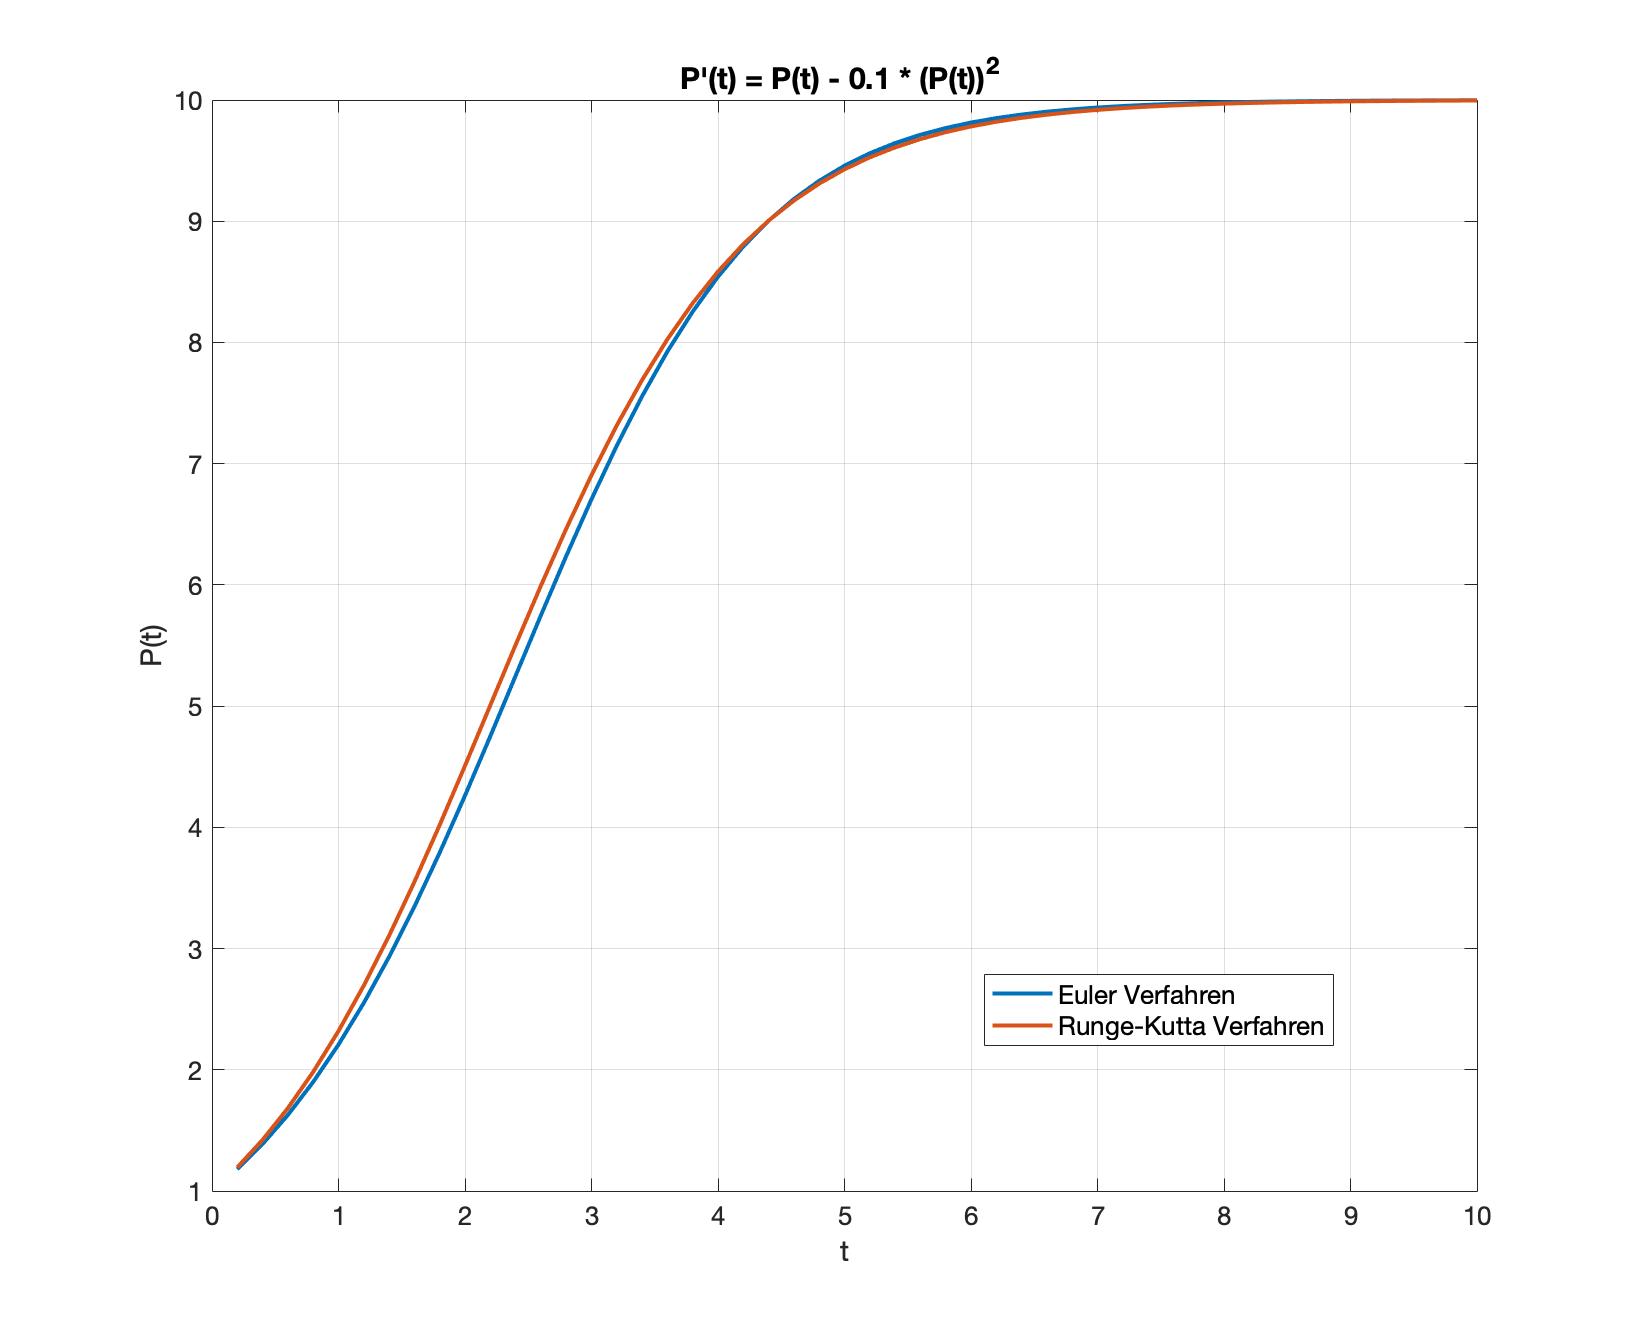 P'(t) = P(t) - 0.1 * (P(t))²
10
9
8
7
6
5
4
3
2
1
P(t)
Euler Verfahren
Runge-Kutta Verfahren
0 1 2 3 4 5 6 7 8 9 10
t